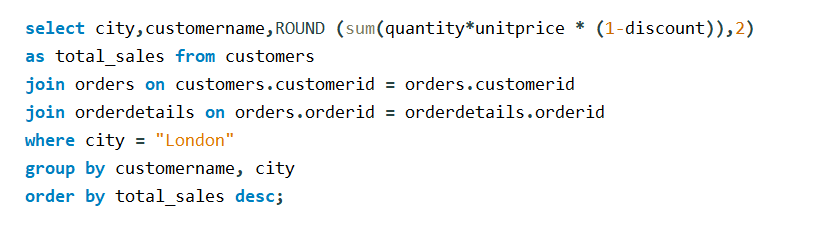 select city,customername,ROUND (sum(quantity*unitprice * (1-discount)),2)
as total_sales from customers
join orders on customers.customerid = orders.customerid
join orderdetails on orders.orderid = orderdetails.orderid
where city = "London"
group by customername, city
order by total_sales desc;